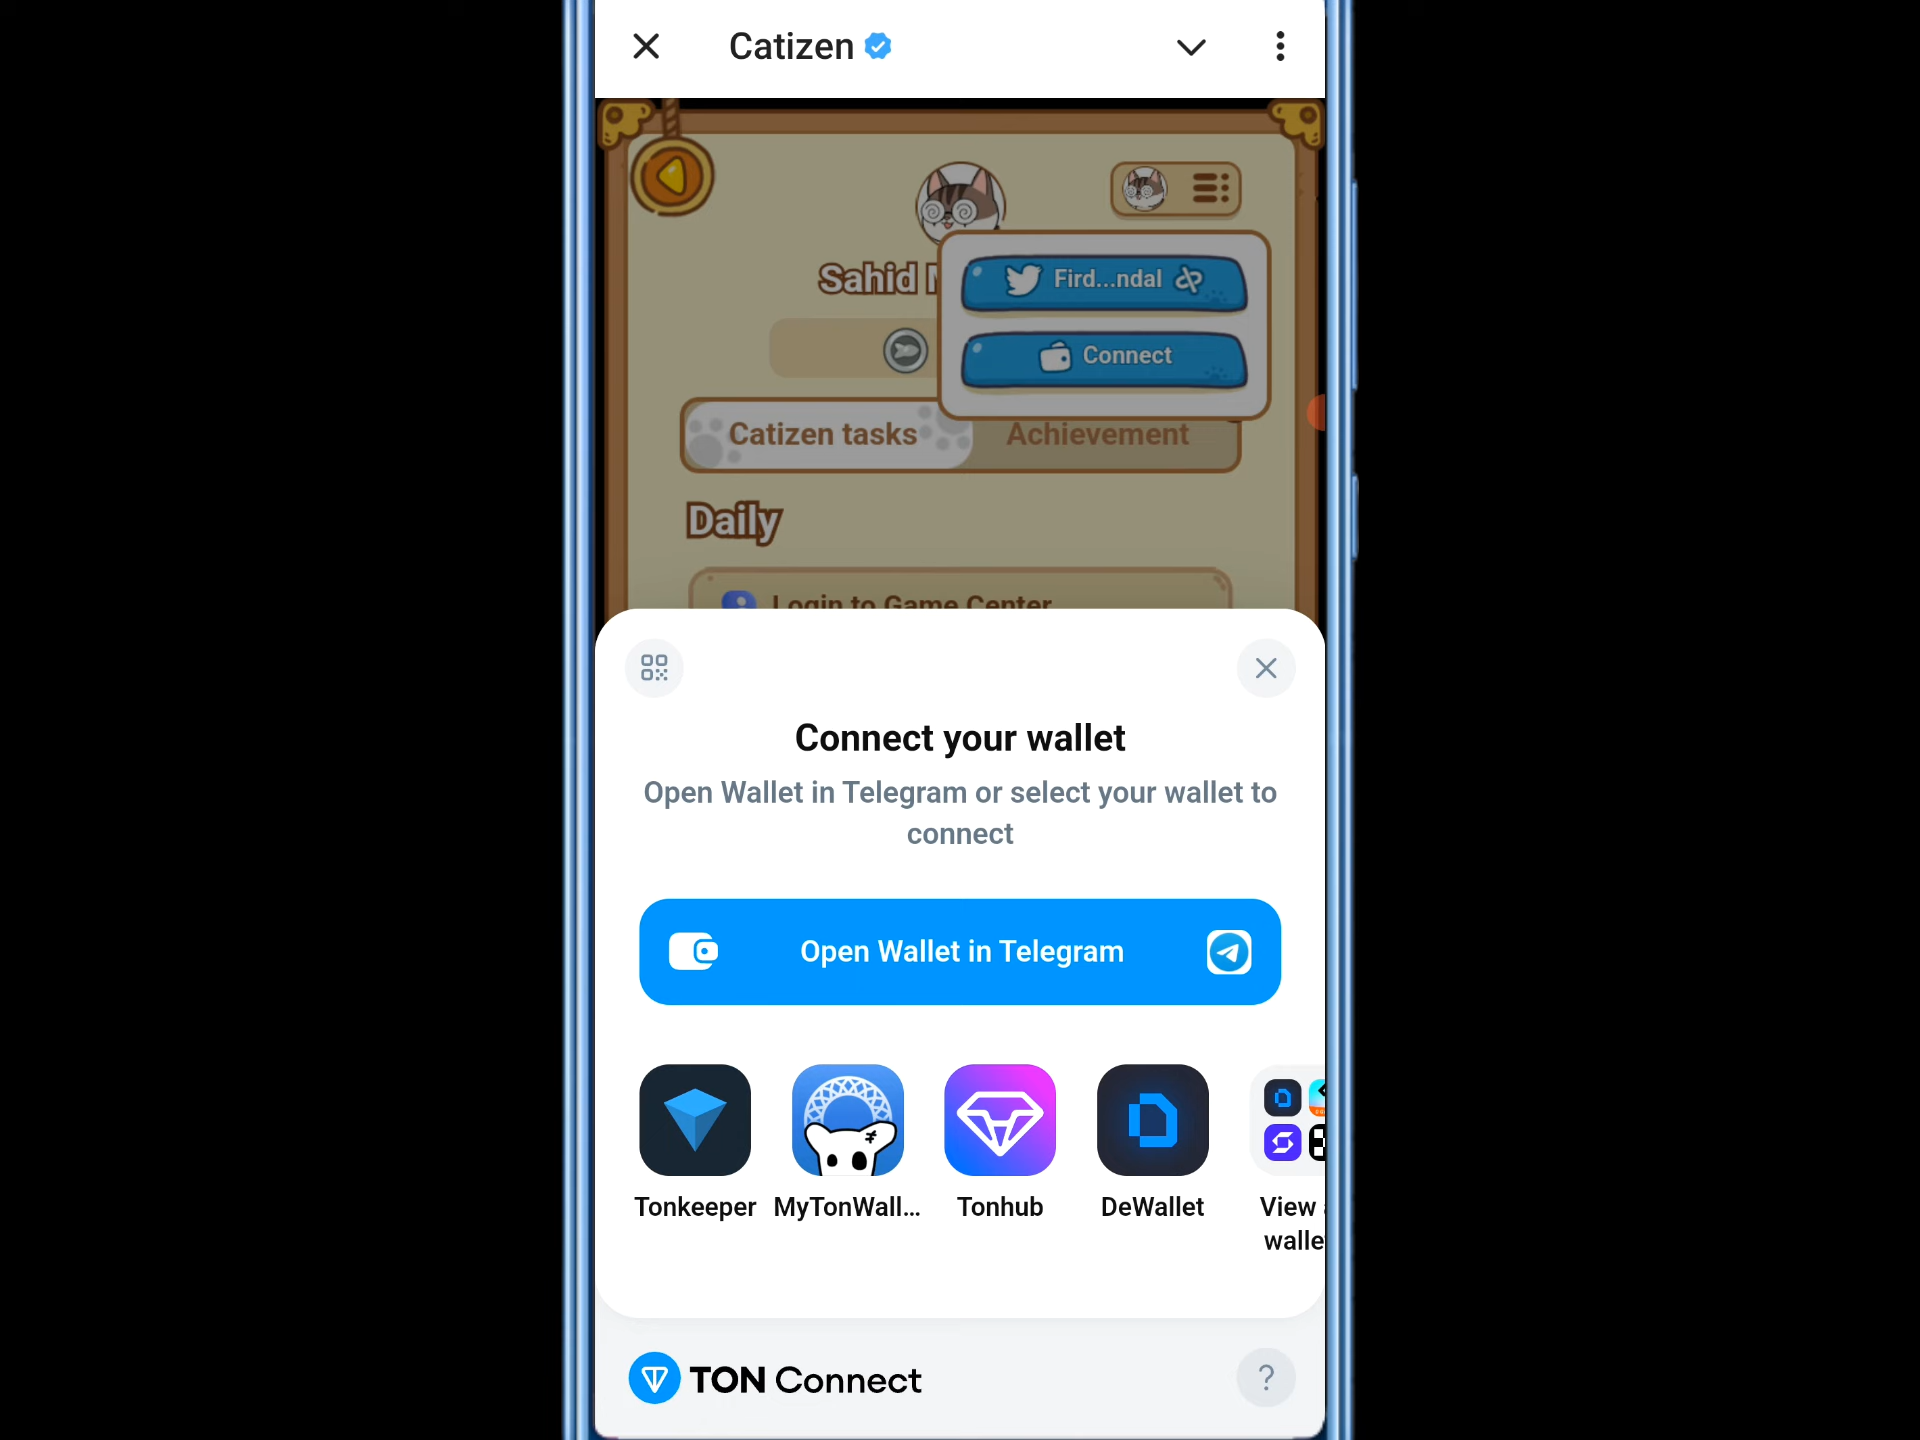 Catizen
Sahid
Fird...ndal
Connect
Catizen tasks
Achievement
Daily
Login to Game Center
Connect your wallet
Open Wallet in Telegram or select your wallet to
connect
Open Wallet in Telegram
Tonkeeper
MyTonWall...
Tonhub
DeWallet
View
walle
TON Connect
?